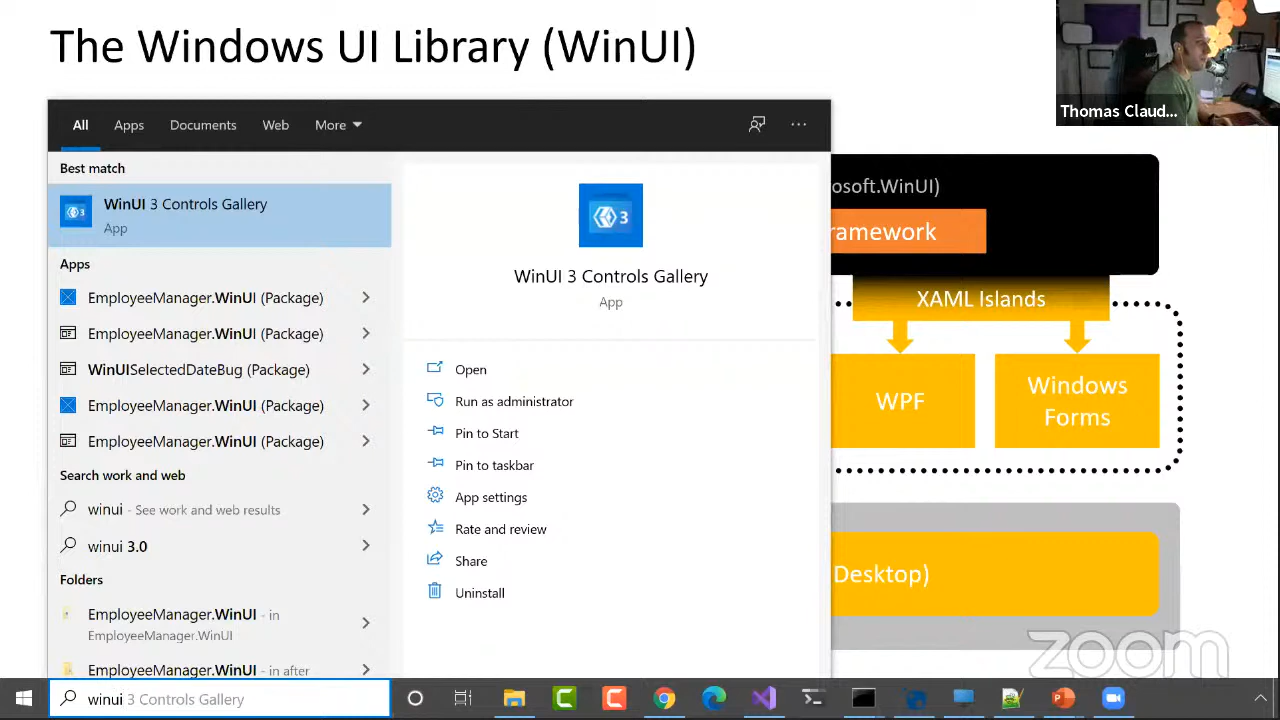 The Windows UI Library (WinUI)
Thomas Claud...
All Apps Documents Web More
Best match
WinUI 3 Controls Gallery
App
Apps
EmployeeManager.WinUI (Package)
EmployeeManager.WinUI (Package)
WinUISelectedDateBug (Package)
EmployeeManager.WinUI (Package)
EmployeeManager.WinUI (Package)
Search work and web
winui - See work and web results
winui 3.0
Folders
EmployeeManager.WinUI - in
EmployeeManager.WinUI
EmployeeManager.WinUI - in after
winui 3 Controls Gallery
3
WinUI 3 Controls Gallery
App
Open
Run as administrator
Pin to Start
Pin to taskbar
App settings
Rate and review
Share
Uninstall
osoft.WinUI)
ramework
XAML Islands
WPF
Windows
Forms
Desktop)
zoom